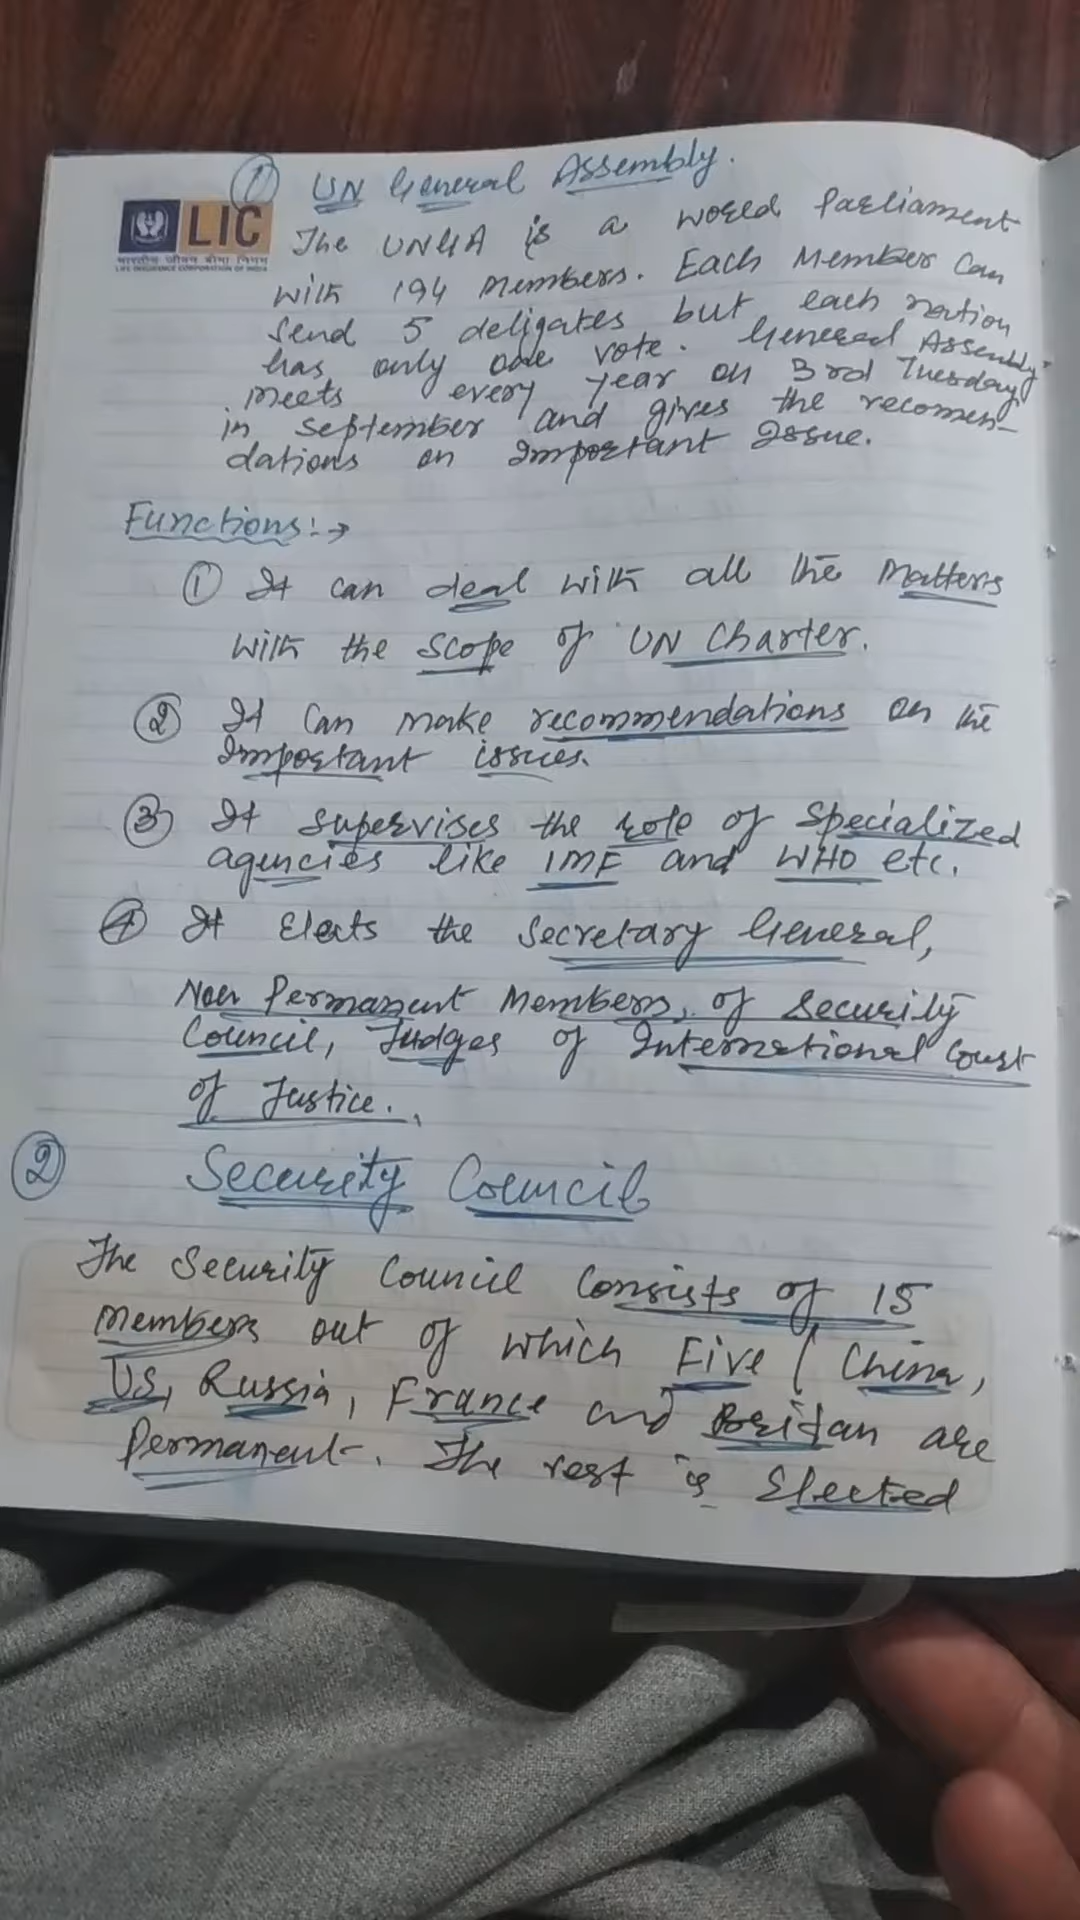 ① UN General Assembly.
LIC
भारतीय जीवन बीमा निगम
LIFE INSURANCE CORPORATION OF INDIA
The UNGA is a world Parliament
with 194 members. Each Member Can
Send 5 deligates but each nation
has only one vote. General Assembly
meets every year on 3rd Tuesday
in september and gives the recomen-
dations on Important Issue.
Functions:→
① It can deal with all the Matters
with the scope of UN Charter.
② It Can make recommendations on the
Important issues.
③ It supervises the role of Specialized
agencies like IMF and WHO etc.
④ It Elects the Secretary General,
Non Permanent Members, of Security
Council, Judges of International Court
of Justice.
② Security Council
The Security Council Consists of 15
Members out of which Five ( China,
US, Russia, France and Britan are
Permanent. The rest is Elected